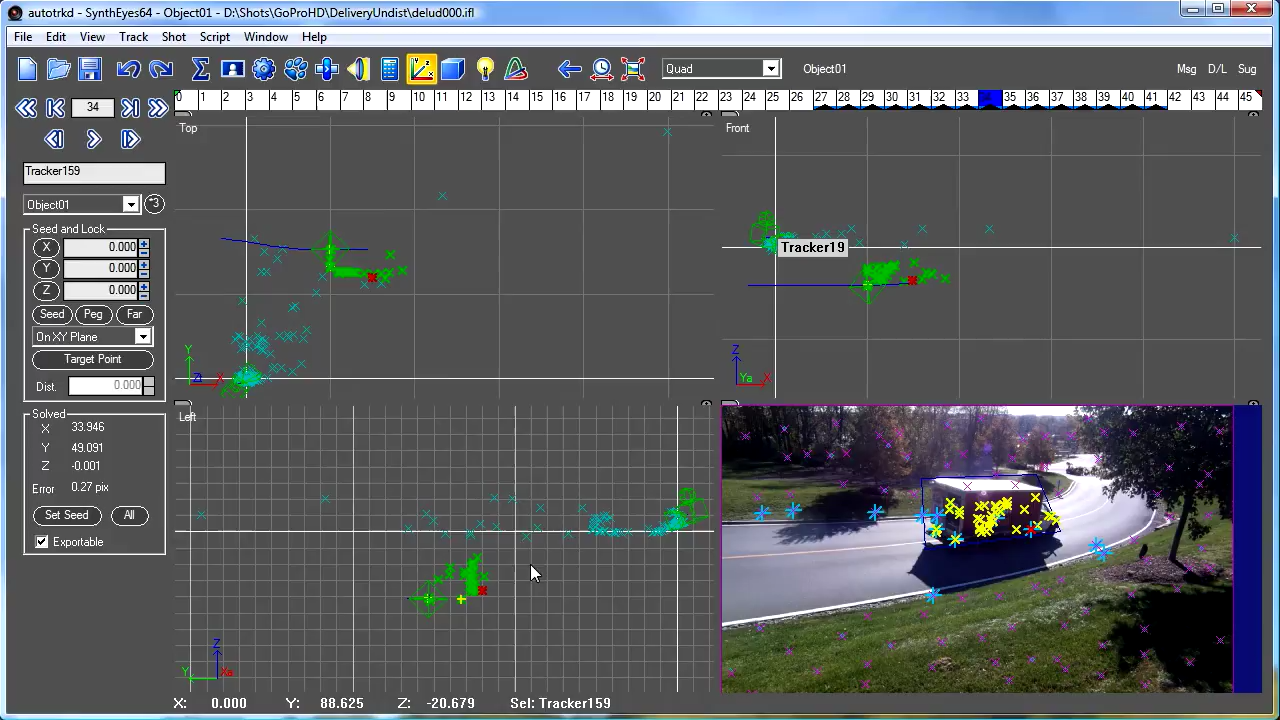 autotrkd - SynthEyes64 - Object01 - D:\Shots\GoProHD\DeliveryUndist\delud000.ifl
File Edit View Track Shot Script Window Help
Quad Object01 Msg D/L Sug
34 0 1 2 3 4 5 6 7 8 9 10 11 12 13 14 15 16 17 18 19 20 21 22 23 24 25 26 27 28 29 30 31 32 33 35 36 37 38 39 40 41 42 43 44 45
Top Front
Tracker159
Object01 *3
Seed and Lock
X 0.000
Y 0.000
Z 0.000
Seed Peg Far
On XY Plane
Target Point
Dist. 0.000
Solved
X 33.946
Y 49.091
Z -0.001
Error 0.27 pix
Set Seed All
Exportable
Y X
Tracker19
Z Ya X
Left
Z Y Xa
X: 0.000 Y: 88.625 Z: -20.679 Sel: Tracker159